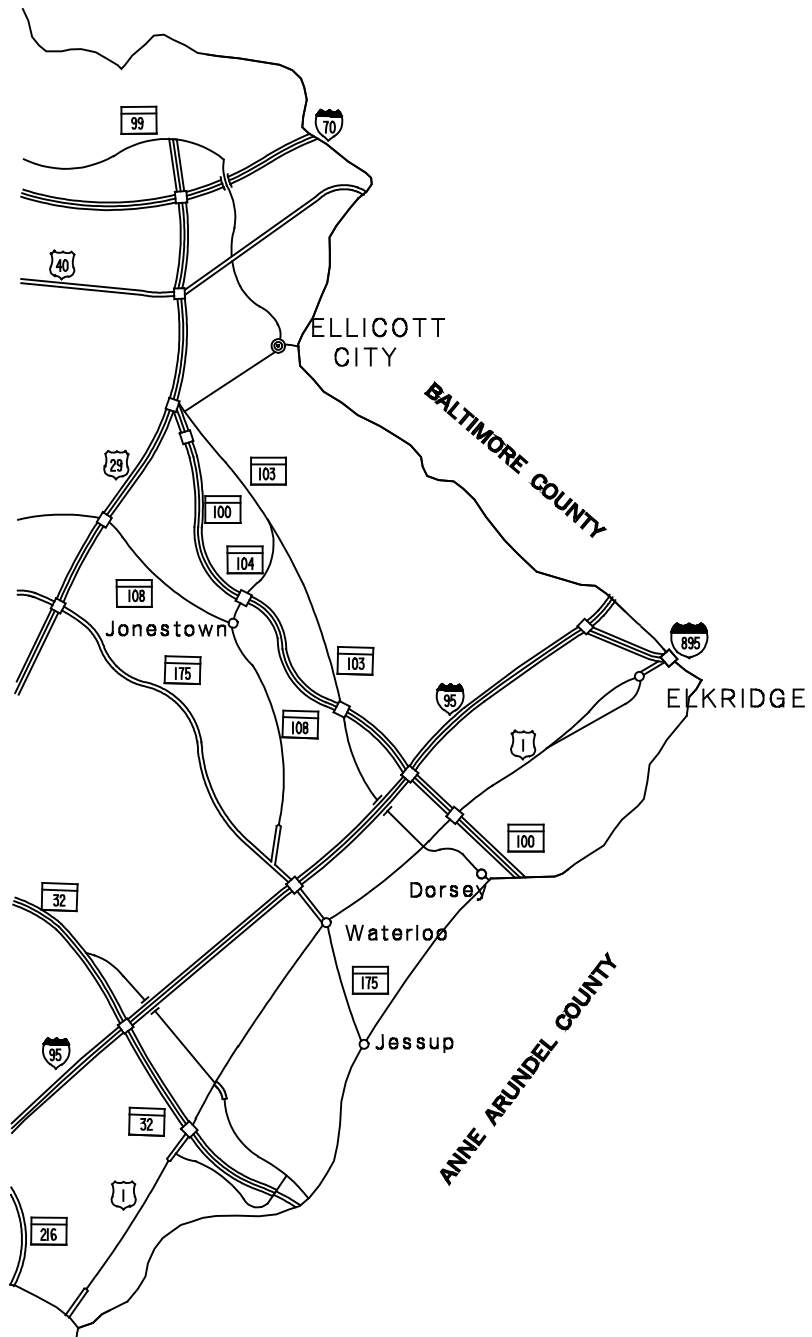 99
70
40
ELLICOTT
CITY
BALTIMORE COUNTY
29
103
100
104
108
Jonestown
175
103
895
95
ELKRIDGE
108
1
100
Dorsey
32
Waterloo
175
Jessup
95
ANNE ARUNDEL COUNTY
32
1
216